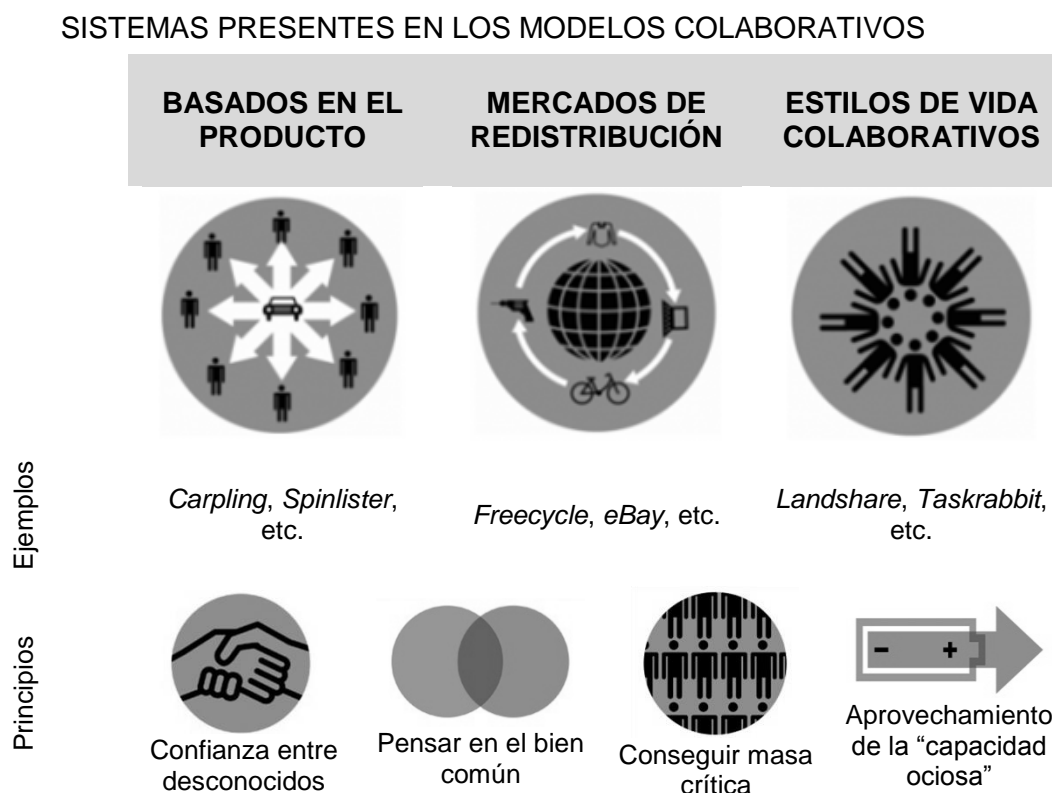 SISTEMAS PRESENTES EN LOS MODELOS COLABORATIVOS
BASADOS EN EL
PRODUCTO
MERCADOS DE
REDISTRIBUCIÓN
ESTILOS DE VIDA
COLABORATIVOS
Ejemplos
Carpling, Spinlister,
etc.
Freecycle, eBay, etc.
Landshare, Taskrabbit,
etc.
Principios
Confianza entre
desconocidos
Pensar en el bien
común
Conseguir masa
crítica
- +
Aprovechamiento
de la “capacidad
ociosa”